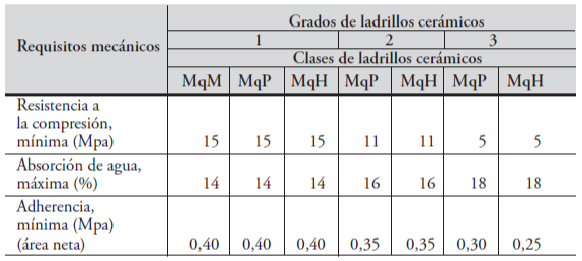 Requisitos mecánicos
Grados de ladrillos cerámicos
1 2 3
Clases de ladrillos cerámicos
MqM MqP MqH MqP MqH MqP MqH
Resistencia a
la compresión,
mínima (Mpa) 15 15 15 11 11 5 5
Absorción de agua,
máxima (%) 14 14 14 16 16 18 18
Adherencia,
mínima (Mpa)
(área neta) 0,40 0,40 0,40 0,35 0,35 0,30 0,25